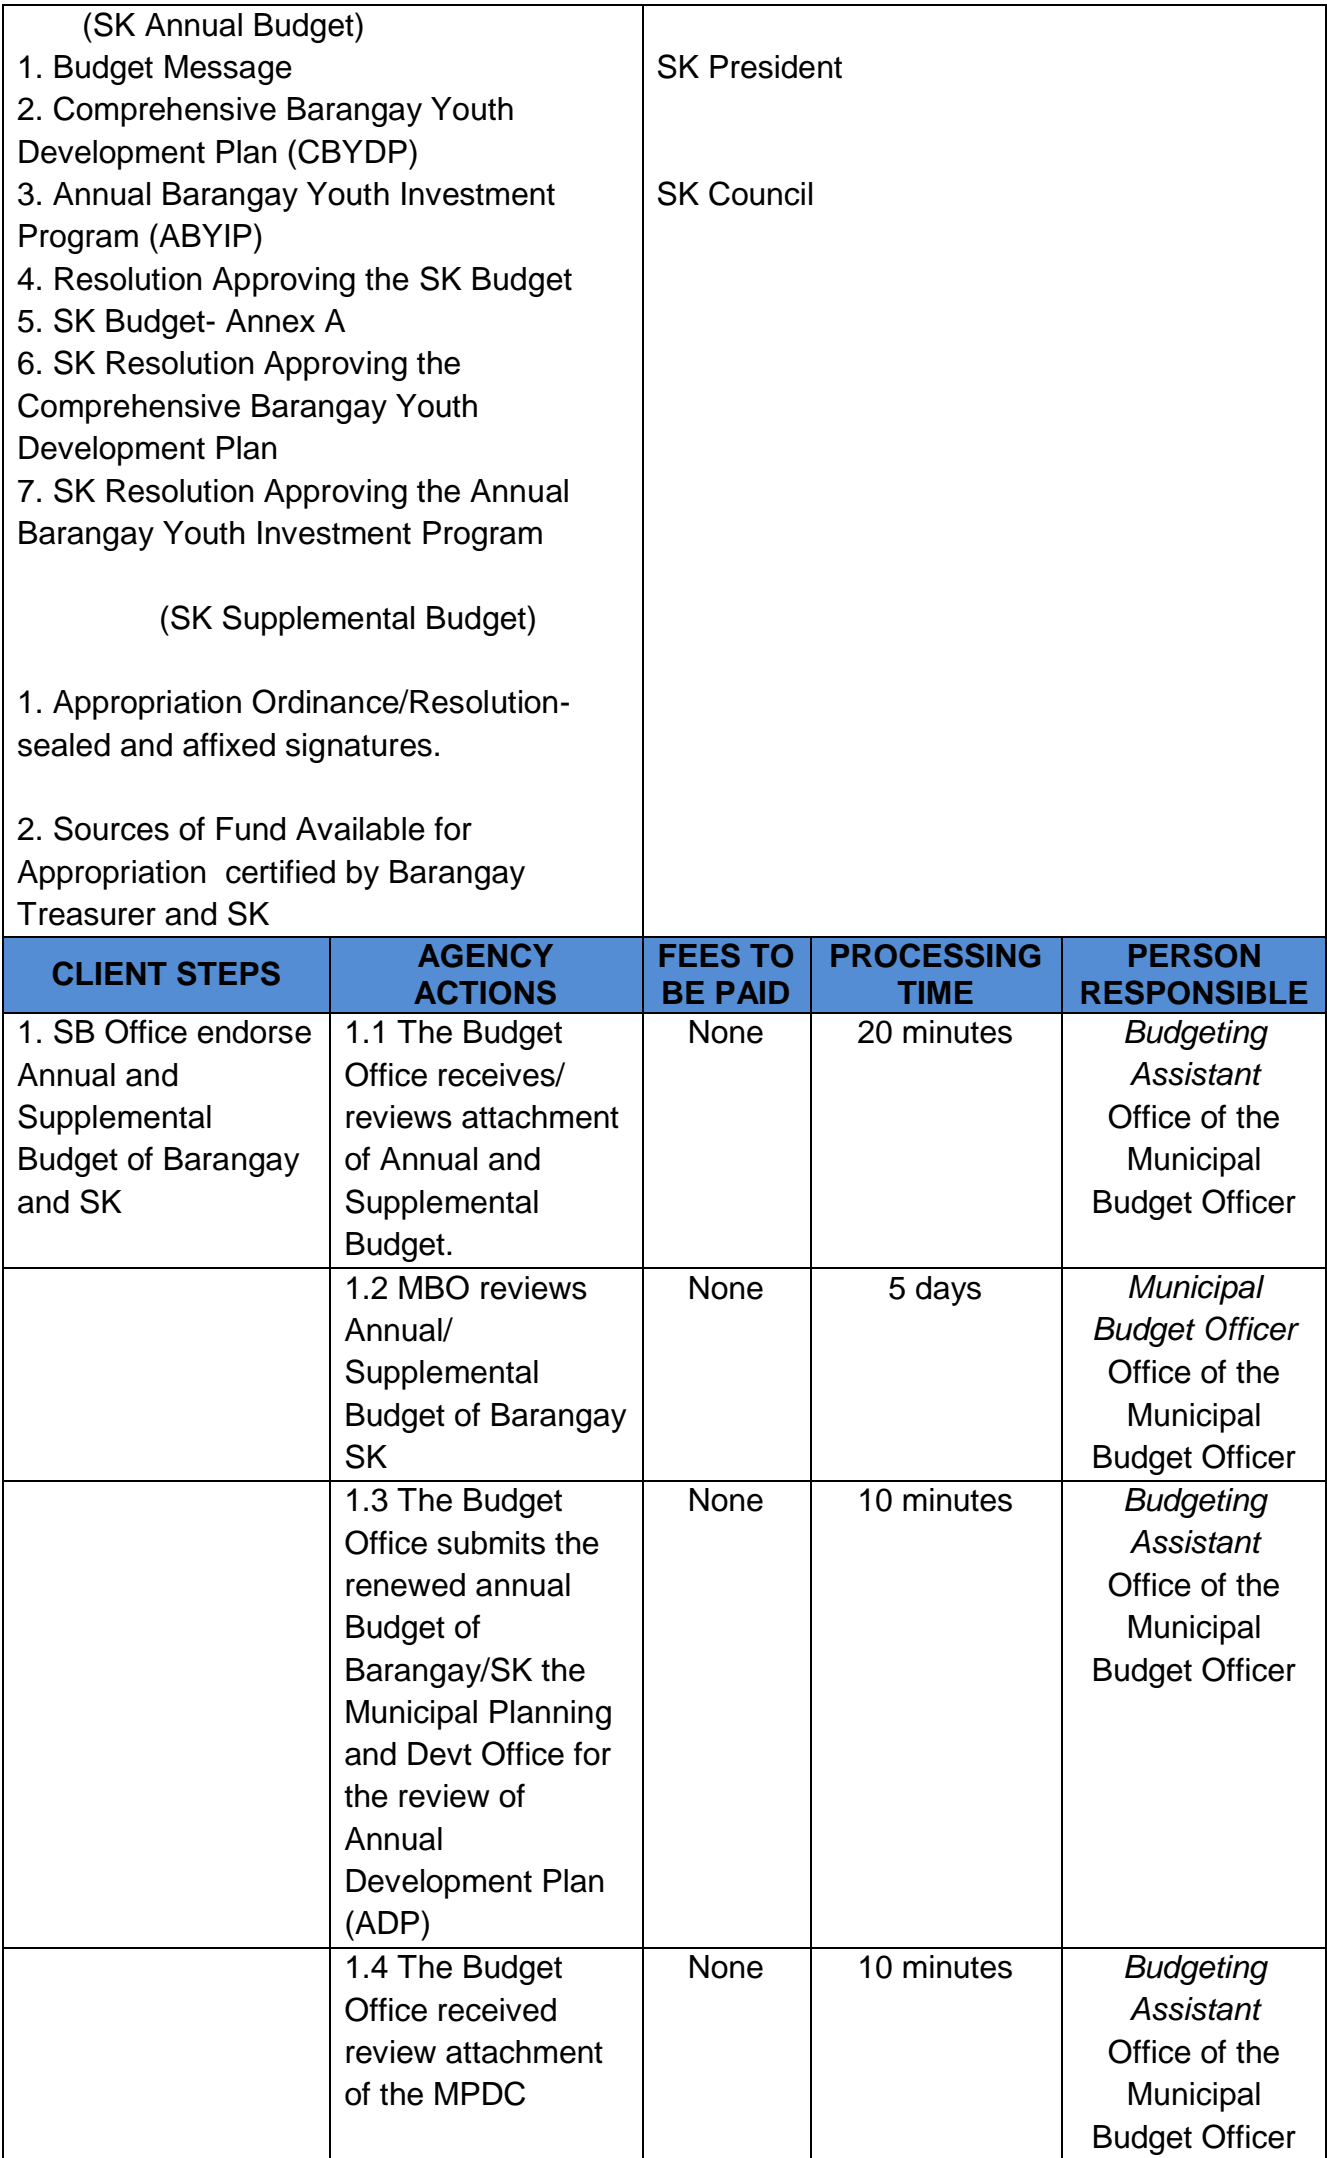 (SK Annual Budget)
1. Budget Message
SK President
2. Comprehensive Barangay Youth
Development Plan (CBYDP)
3. Annual Barangay Youth Investment
SK Council
Program (ABYIP)
4. Resolution Approving the SK Budget
5. SK Budget- Annex A
6. SK Resolution Approving the
Comprehensive Barangay Youth
Development Plan
7. SK Resolution Approving the Annual
Barangay Youth Investment Program
(SK Supplemental Budget)
1. Appropriation Ordinance/Resolution-
sealed and affixed signatures.
2. Sources of Fund Available for
Appropriation  certified by Barangay
Treasurer and SK
CLIENT STEPS
AGENCY
ACTIONS
FEES TO
BE PAID
PROCESSING
TIME
PERSON
RESPONSIBLE
1. SB Office endorse
Annual and
Supplemental
Budget of Barangay
and SK
1.1 The Budget
Office receives/
reviews attachment
of Annual and
Supplemental
Budget.
None
20 minutes
Budgeting
Assistant
Office of the
Municipal
Budget Officer
1.2 MBO reviews
Annual/
Supplemental
Budget of Barangay
SK
None
5 days
Municipal
Budget Officer
Office of the
Municipal
Budget Officer
1.3 The Budget
Office submits the
renewed annual
Budget of
Barangay/SK the
Municipal Planning
and Devt Office for
the review of
Annual
Development Plan
(ADP)
None
10 minutes
Budgeting
Assistant
Office of the
Municipal
Budget Officer
1.4 The Budget
Office received
review attachment
of the MPDC
None
10 minutes
Budgeting
Assistant
Office of the
Municipal
Budget Officer